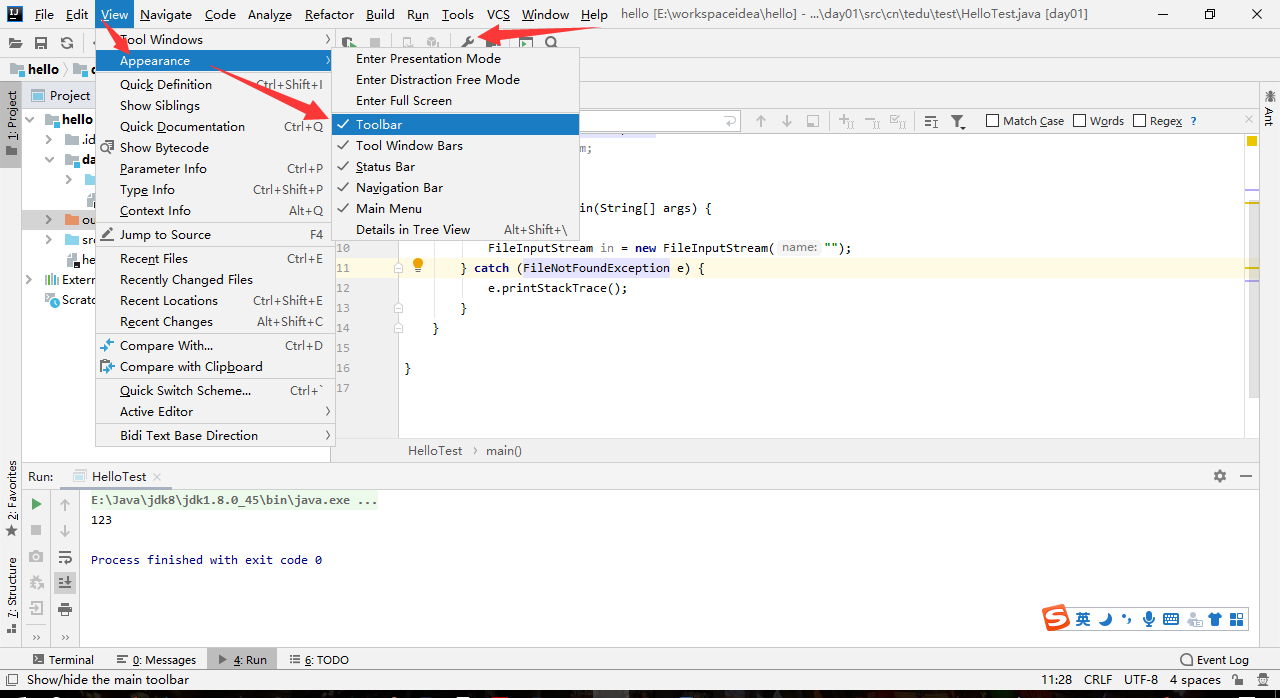 File Edit View Navigate Code Analyze Refactor Build Run Tools VCS Window Help hello [E:\workspaceidea\hello] - ...\day01\src\cn\tedu\test\HelloTest.java [day01]
Tool Windows
Appearance
Quick Definition Ctrl+Shift+I
Show Siblings
Quick Documentation Ctrl+Q
Show Bytecode
Parameter Info Ctrl+P
Type Info Ctrl+Shift+P
Context Info Alt+Q
Jump to Source F4
Recent Files Ctrl+E
Recently Changed Files
Recent Locations Ctrl+Shift+E
Recent Changes Alt+Shift+C
Compare With... Ctrl+D
Compare with Clipboard
Quick Switch Scheme... Ctrl+`
Active Editor
Bidi Text Base Direction
Enter Presentation Mode
Enter Distraction Free Mode
Enter Full Screen
Toolbar
Tool Window Bars
Status Bar
Navigation Bar
Main Menu
Details in Tree View Alt+Shift+\
hello
Project
1: Project
hello
.id
da
ou
src
he
Extern
Scratc
Match Case Words Regex ?
Ant
m;
in(String[] args) {
10 FileInputStream in = new FileInputStream( name: "");
11 } catch (FileNotFoundException e) {
12 e.printStackTrace();
13 }
14 }
15
16 }
17
HelloTest main()
Run: HelloTest
E:\Java\jdk8\jdk1.8.0_45\bin\java.exe ...
123
Process finished with exit code 0
2: Favorites
7: Structure
英
Terminal 0: Messages 4: Run 6: TODO Event Log
Show/hide the main toolbar 11:28 CRLF UTF-8 4 spaces